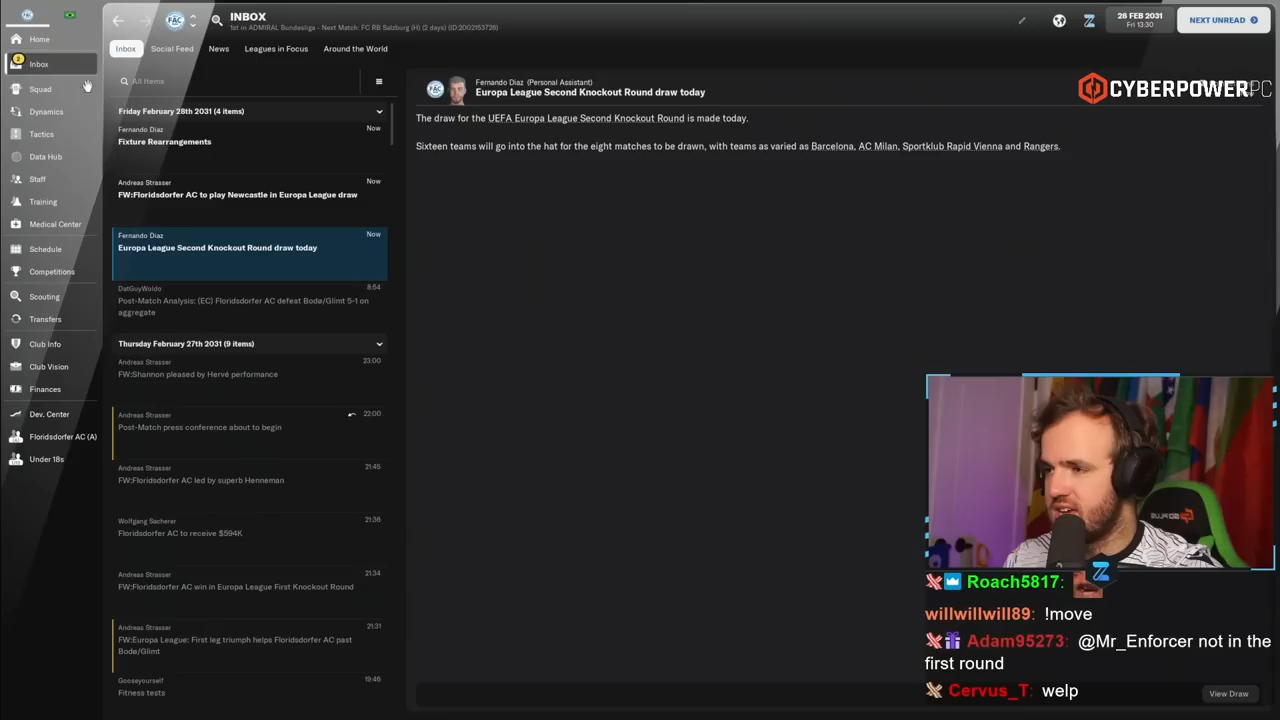 FAC
INBOX
1st in ADMIRAL Bundesliga - Next Match: FC RB Salzburg (H) (2 days) (ID:2002153726)
28 FEB 2031
Fri 13:30
NEXT UNREAD
Home
2
Inbox
Squad
Dynamics
Tactics
Data Hub
Staff
Training
Medical Center
Schedule
Competitions
Scouting
Transfers
Club Info
Club Vision
Finances
Dev. Center
Floridsdorfer AC (A)
Under 18s
Inbox
Social Feed
News
Leagues in Focus
Around the World
All Items
Friday February 28th 2031 (4 items)
Fernando Diaz
Now
Fixture Rearrangements
Andreas Strasser
Now
FW:Floridsdorfer AC to play Newcastle in Europa League draw
Fernando Diaz
Now
Europa League Second Knockout Round draw today
DatGuyWoldo
8:54
Post-Match Analysis: (EC) Floridsdorfer AC defeat Bodø/Glimt 5-1 on
aggregate
Thursday February 27th 2031 (9 items)
Andreas Strasser
23:00
FW:Shannon pleased by Hervé performance
Andreas Strasser
22:00
Post-Match press conference about to begin
Andreas Strasser
21:45
FW:Floridsdorfer AC led by superb Henneman
Wolfgang Sacherer
21:36
Floridsdorfer AC to receive $594K
Andreas Strasser
21:34
FW:Floridsdorfer AC win in Europa League First Knockout Round
Andreas Strasser
21:31
FW:Europa League: First leg triumph helps Floridsdorfer AC past
Bodø/Glimt
Gooseyourself
19:46
Fitness tests
Fernando Diaz (Personal Assistant)
Europa League Second Knockout Round draw today
The draw for the UEFA Europa League Second Knockout Round is made today.
Sixteen teams will go into the hat for the eight matches to be drawn, with teams as varied as Barcelona, AC Milan, Sportklub Rapid Vienna and Rangers.
CYBERPOWERPC
Roach5817:
willwillwill89: !move
Adam95273: @Mr_Enforcer not in the
first round
Cervus_T: welp
View Draw